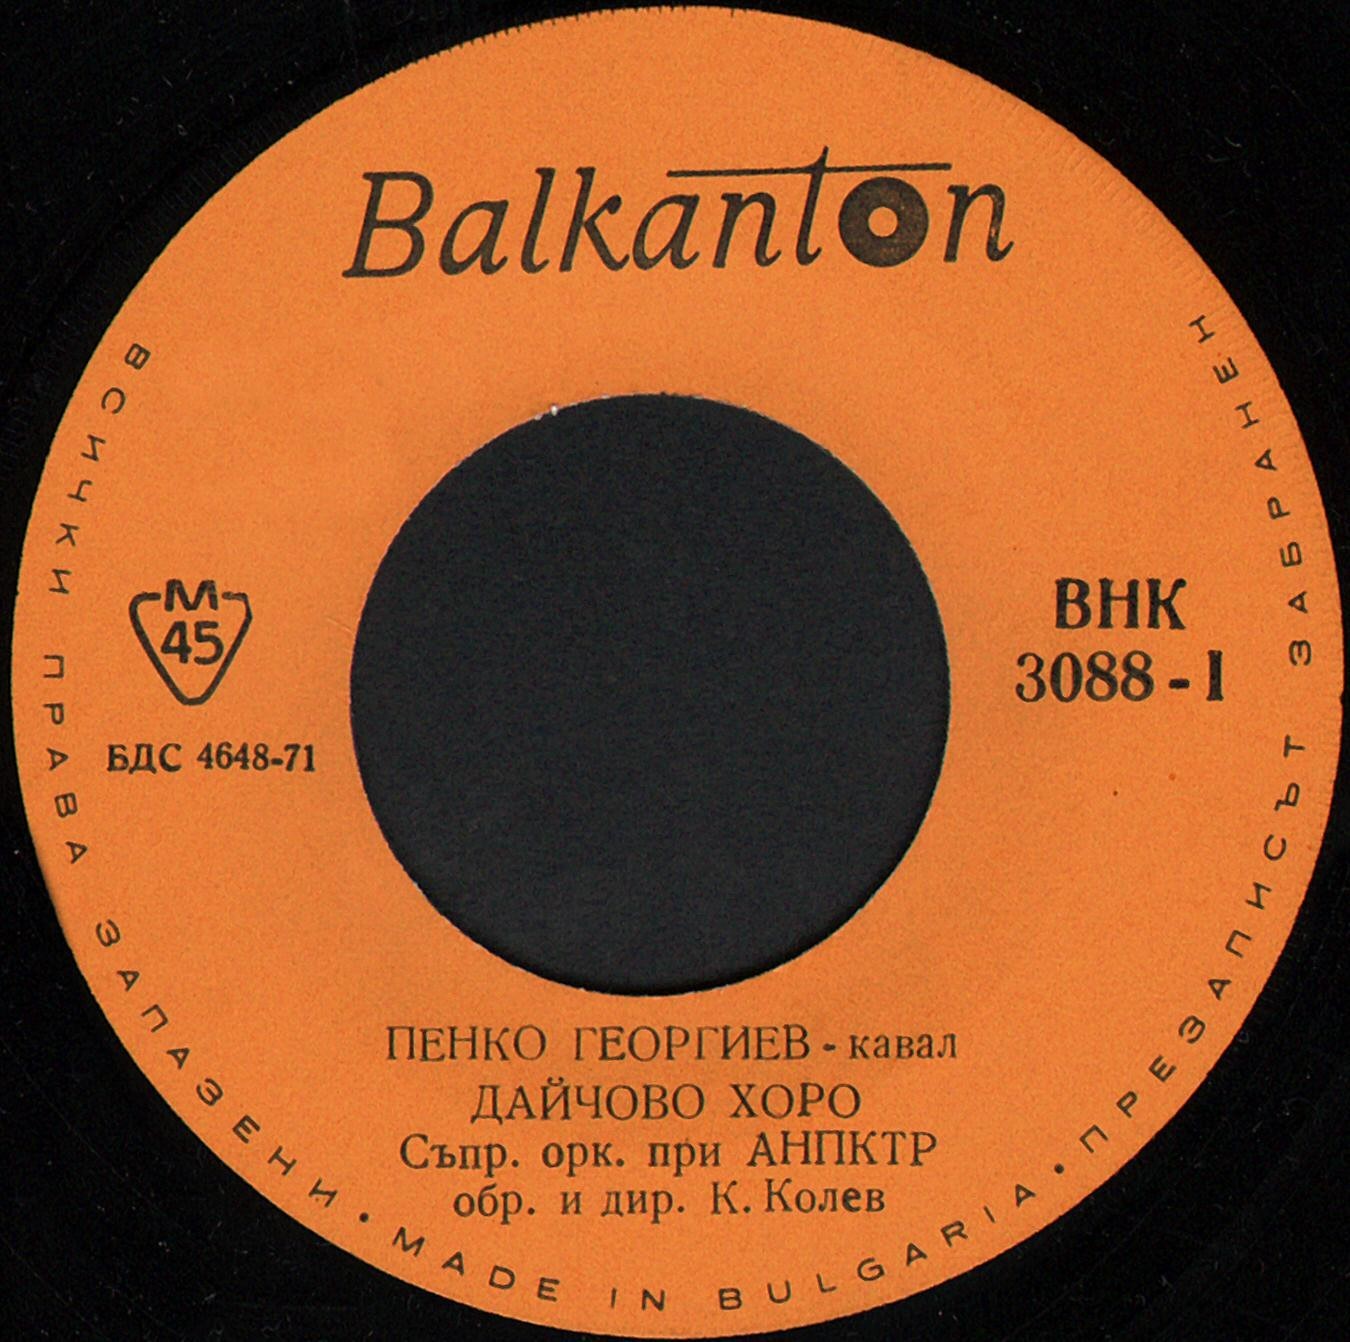 Balkanton
М
45
БДС 4648-71
ВНК
3088-I
ПЕНКО ГЕОРГИЕВ - кавал
ДАЙЧОВО ХОРО
Съпр. орк. при АНПКТР
обр. и дир. К. Колев
ВСИЧКИ ПРАВА ЗАПАЗЕНИ • MADE IN BULGARIA • ПРЕЗАПИСЪТ ЗАБРАНЕН